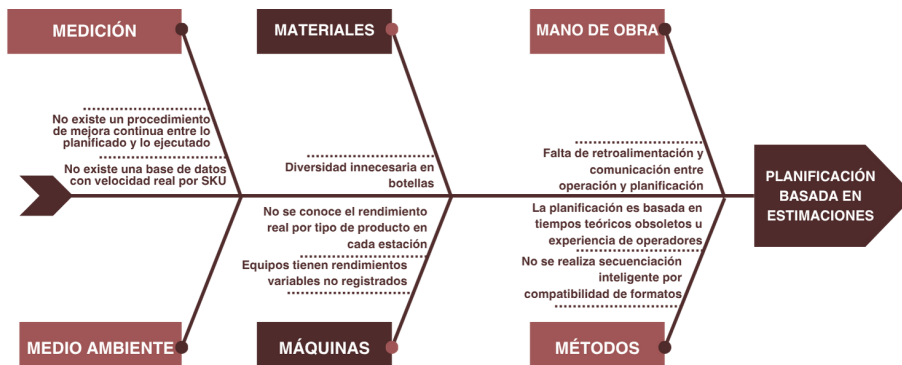 MEDICIÓN
MATERIALES
MANO DE OBRA
No existe un procedimiento
de mejora continua entre lo
planificado y lo ejecutado
No existe una base de datos
con velocidad real por SKU
Diversidad innecesaria en
botellas
Falta de retroalimentación y
comunicación entre
operación y planificación
PLANIFICACIÓN
BASADA EN
ESTIMACIONES
No se conoce el rendimiento
real por tipo de producto en
cada estación
Equipos tienen rendimientos
variables no registrados
La planificación es basada en
tiempos teóricos obsoletos u
experiencia de operadores
No se realiza secuenciación
inteligente por
compatibilidad de formatos
MEDIO AMBIENTE
MÁQUINAS
MÉTODOS